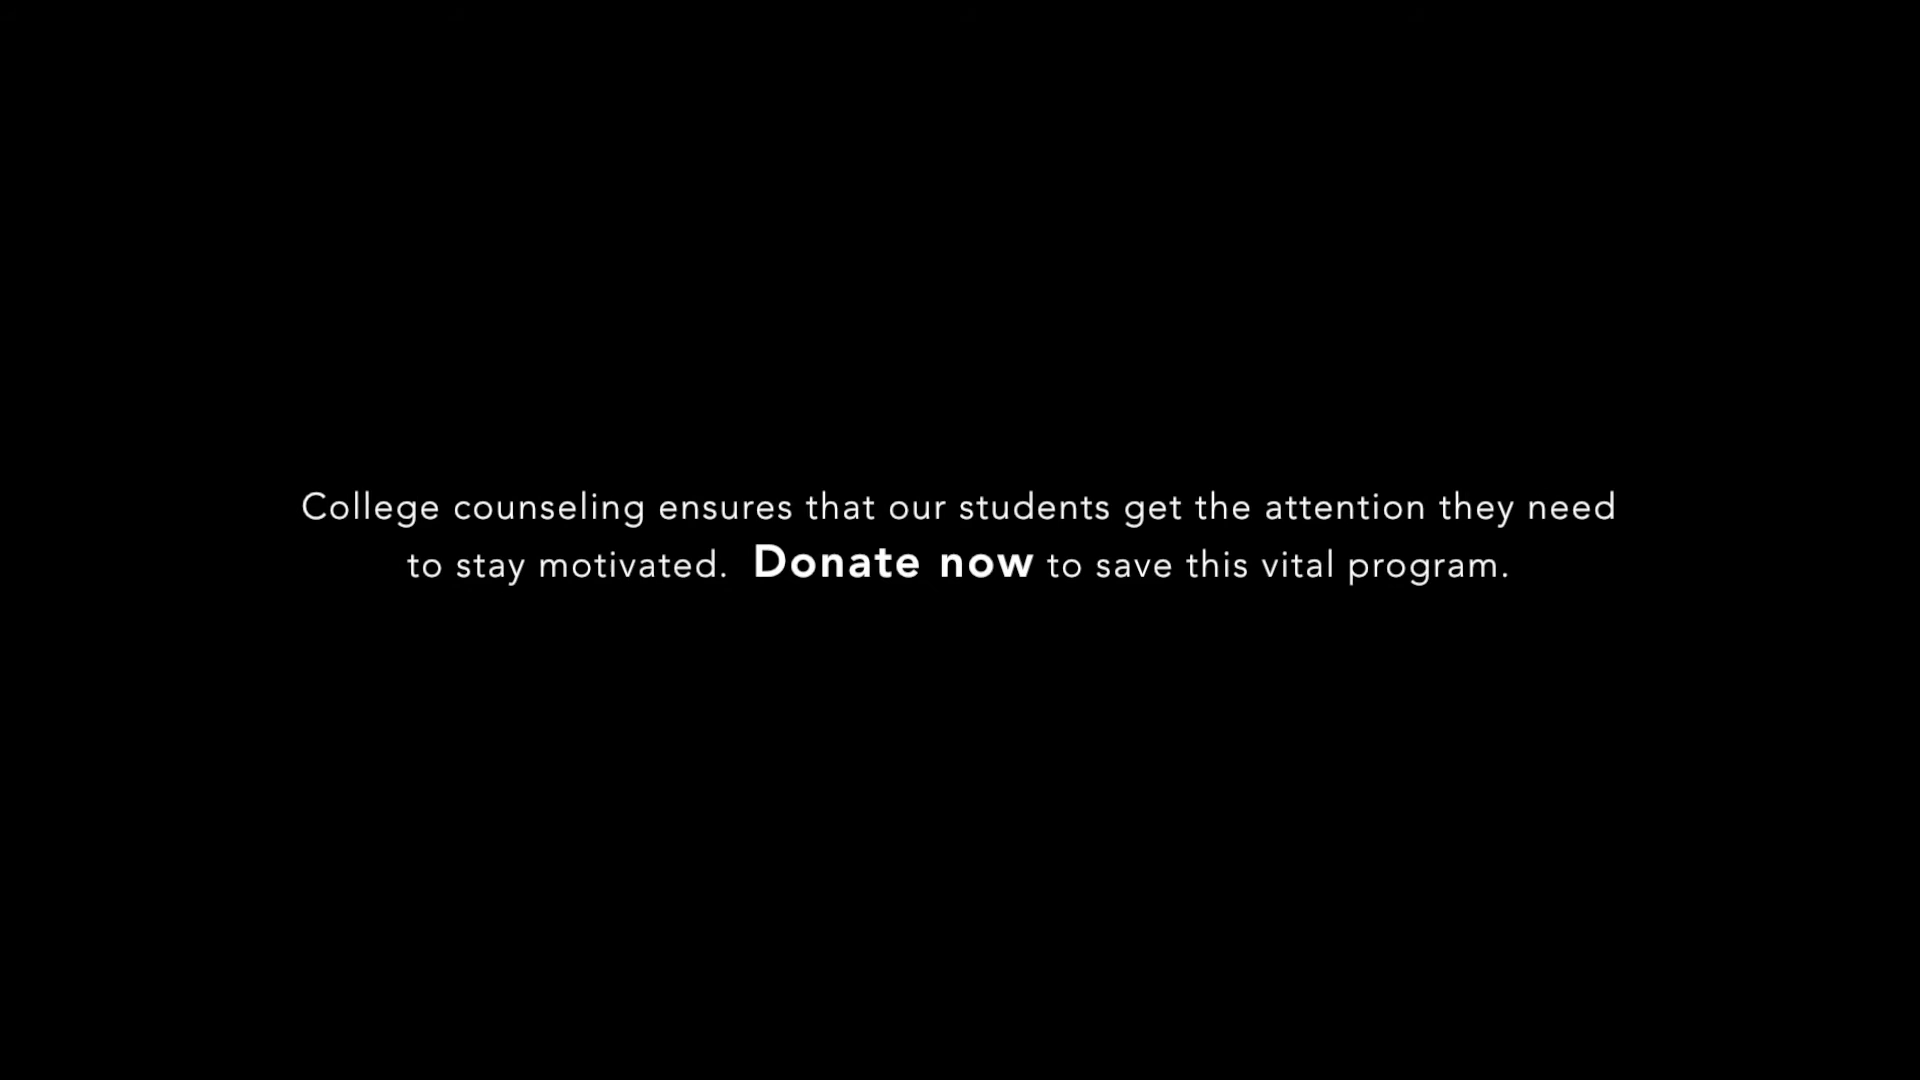 College counseling ensures that our students get the attention they need
to stay motivated. Donate now to save this vital program.